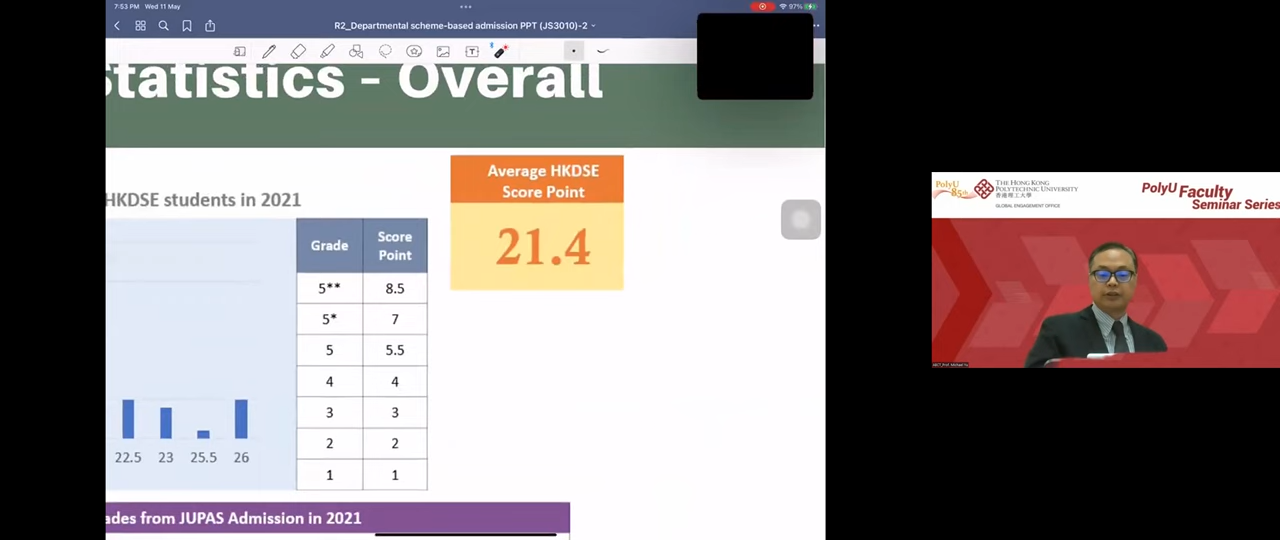 7:53 PM Wed 11 May
97%
R2_Departmental scheme-based admission PPT (JS3010)-2
Statistics - Overall
Average HKDSE
Score Point
21.4
HKDSE students in 2021
Grade
Score
Point
5** 8.5
5* 7
5 5.5
4 4
3 3
2 2
1 1
22.5 23 25.5 26
ades from JUPAS Admission in 2021
PolyU
85th
THE HONG KONG
POLYTECHNIC UNIVERSITY
香港理工大學
GLOBAL ENGAGEMENT OFFICE
PolyU Faculty
Seminar Series